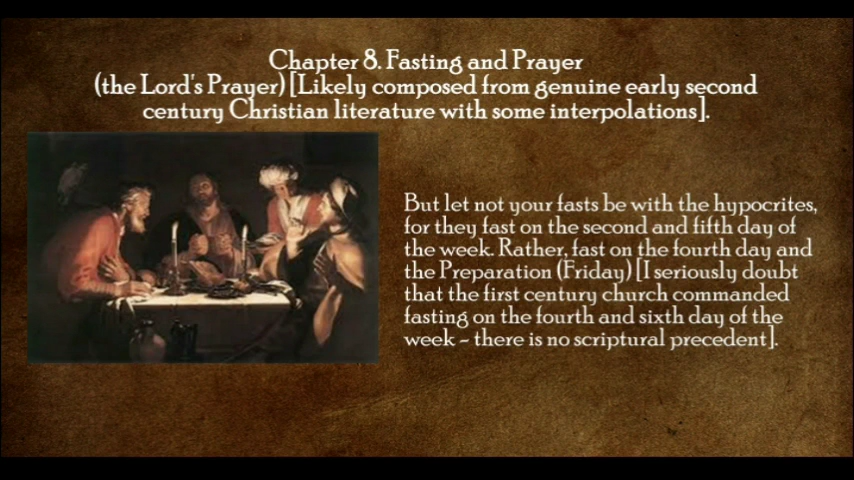 Chapter 8. Fasting and Prayer
(the Lord's Prayer) [Likely composed from genuine early second
century Christian literature with some interpolations].
But let not your fasts be with the hypocrites,
for they fast on the second and fifth day of
the week. Rather, fast on the fourth day and
the Preparation (Friday) [I seriously doubt
that the first century church commanded
fasting on the fourth and sixth day of the
week - there is no scriptural precedent].